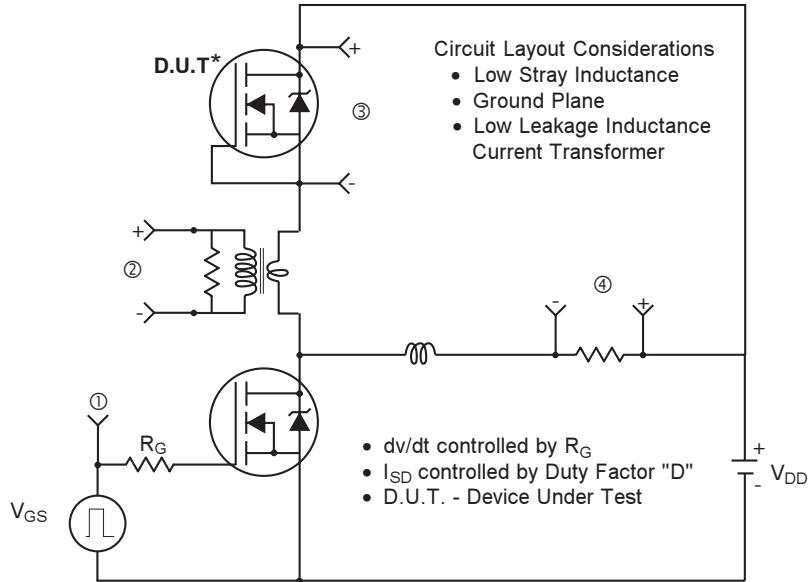 D.U.T*
+
③
-
Circuit Layout Considerations
• Low Stray Inductance
• Ground Plane
• Low Leakage Inductance
Current Transformer
+
②
-
④
-
+
①
R_G
V_GS
• dv/dt controlled by R_G
• I_SD controlled by Duty Factor "D"
• D.U.T. - Device Under Test
+
-
V_DD